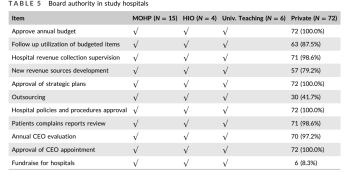 TABLE 5 Board authority in study hospitals
MOHP (N = 15) HIO (N = 4) Univ. Teaching (N = 6) Private (N = 72)
Approve annual budget √ √ √ 72 (100.0%)
Follow up utilization of budgeted items √ √ √ 63 (87.5%)
Hospital revenue collection supervision √ √ √ 71 (98.6%)
New revenue sources development √ √ √ 57 (79.2%)
Approval of strategic plans √ √ √ 72 (100.0%)
Outsourcing √ √ √ 30 (41.7%)
Hospital policies and procedures approval √ √ √ 72 (100.0%)
Patients complains reports review √ √ √ 71 (98.6%)
Annual CEO evaluation √ √ √ 70 (97.2%)
Approval of CEO appointment √ √ √ 72 (100.0%)
Fundraise for hospitals √ √ √ 6 (8.3%)